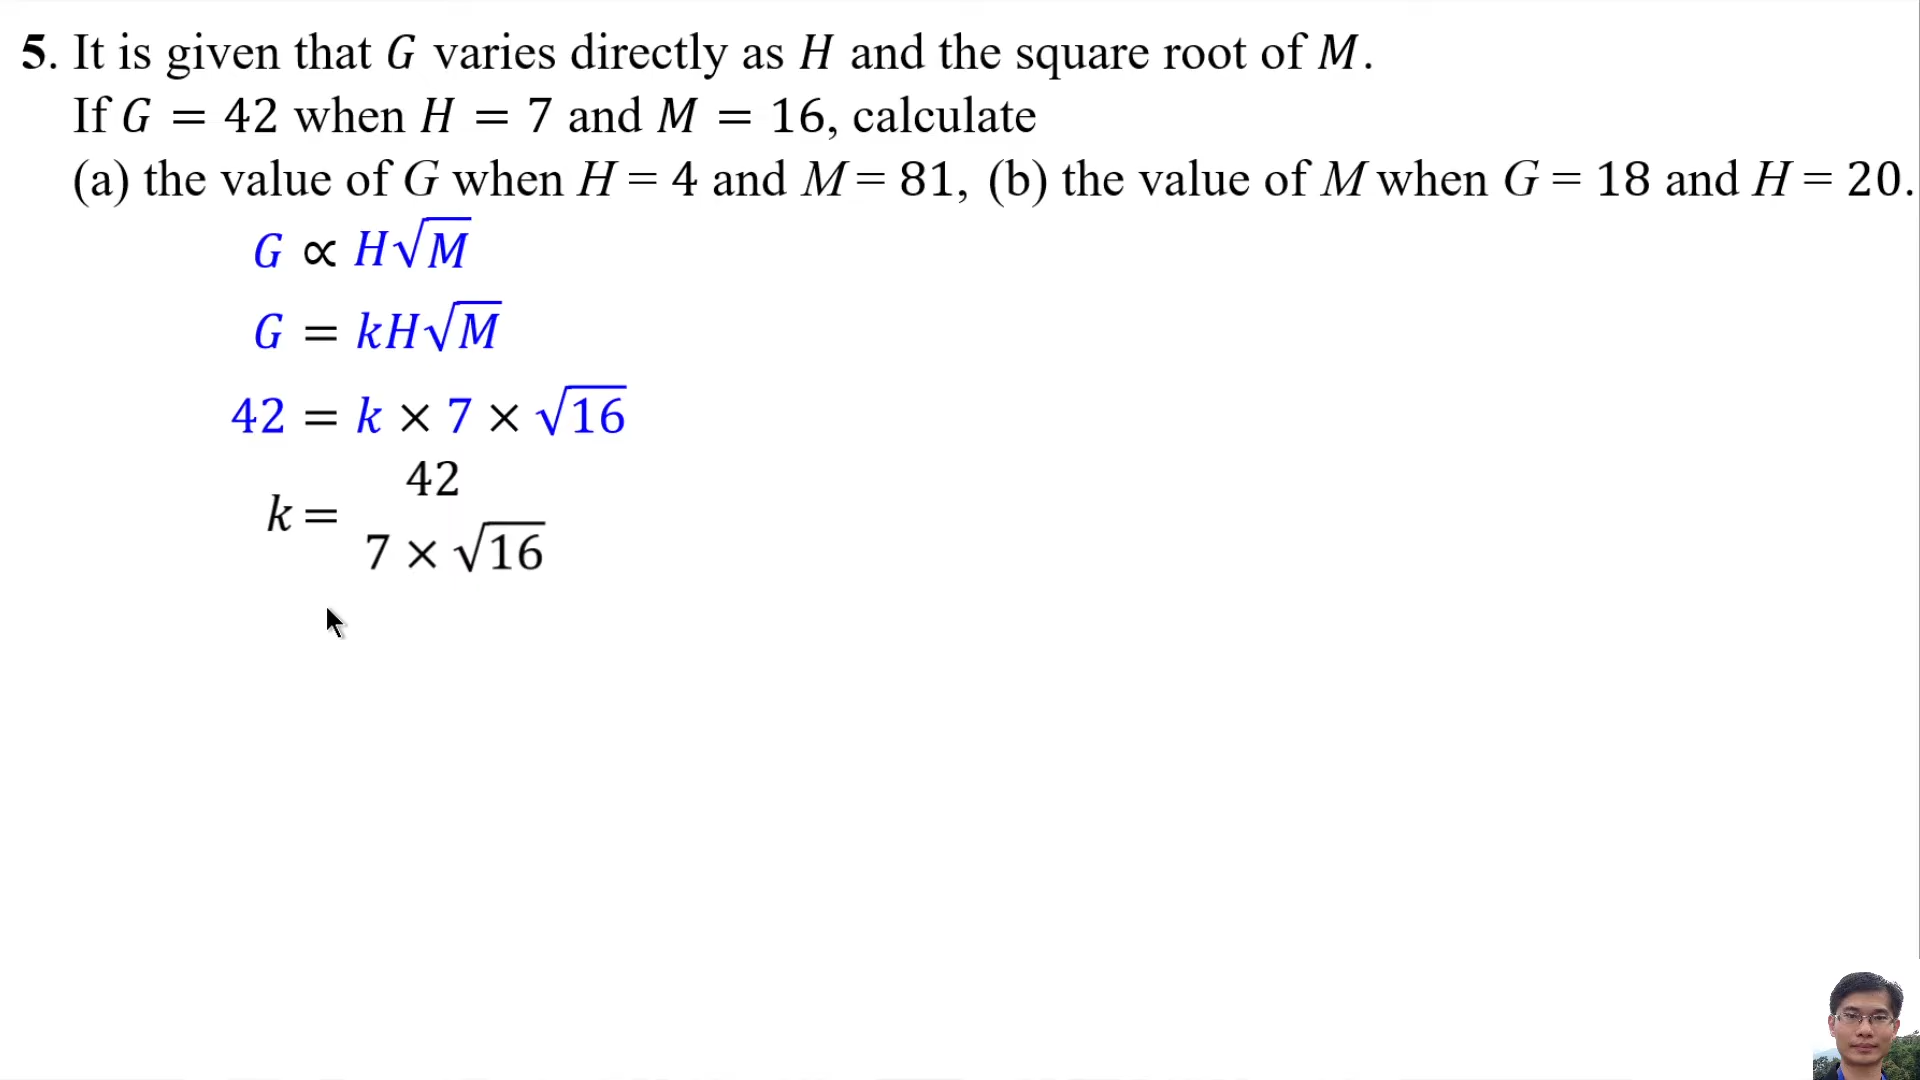 5. It is given that G varies directly as H and the square root of M.
If G = 42 when H = 7 and M = 16, calculate
(a) the value of G when H = 4 and M = 81, (b) the value of M when G = 18 and H = 20.
G ∝ H√M
G = kH√M
42 = k × 7 × √16
k = 42 / 7 × √16